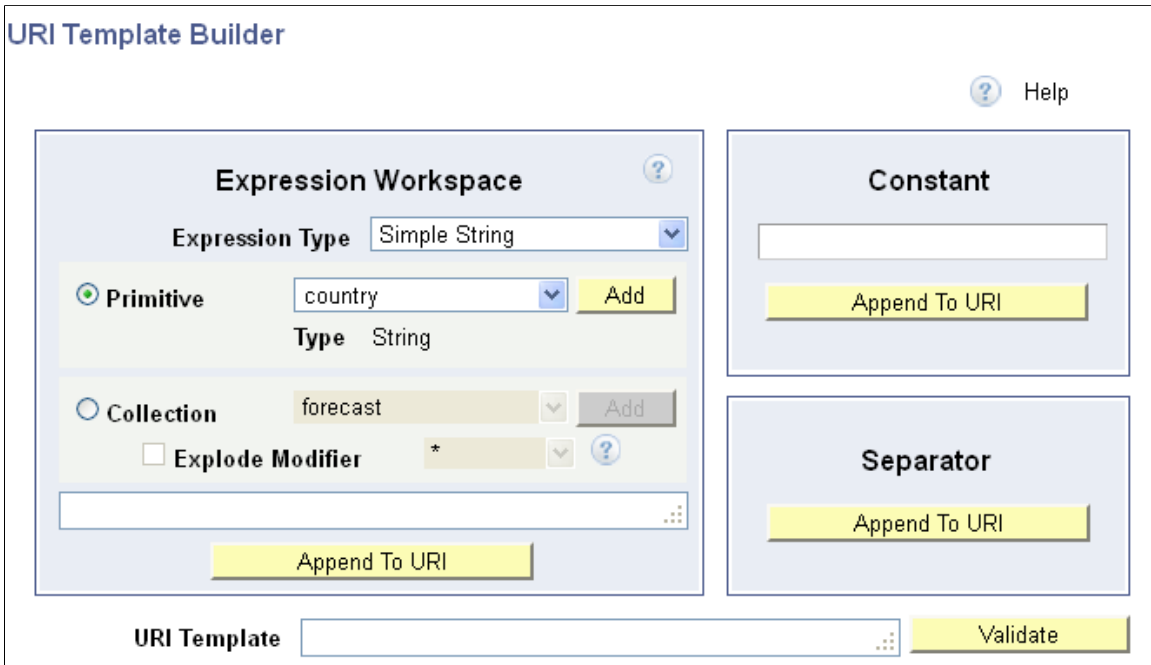 URI Template Builder
? Help
Expression Workspace ?
Expression Type Simple String
Primitive country Add
Type String
Collection forecast Add
Explode Modifier * ?
Append To URI
Constant
Append To URI
Separator
Append To URI
URI Template Validate